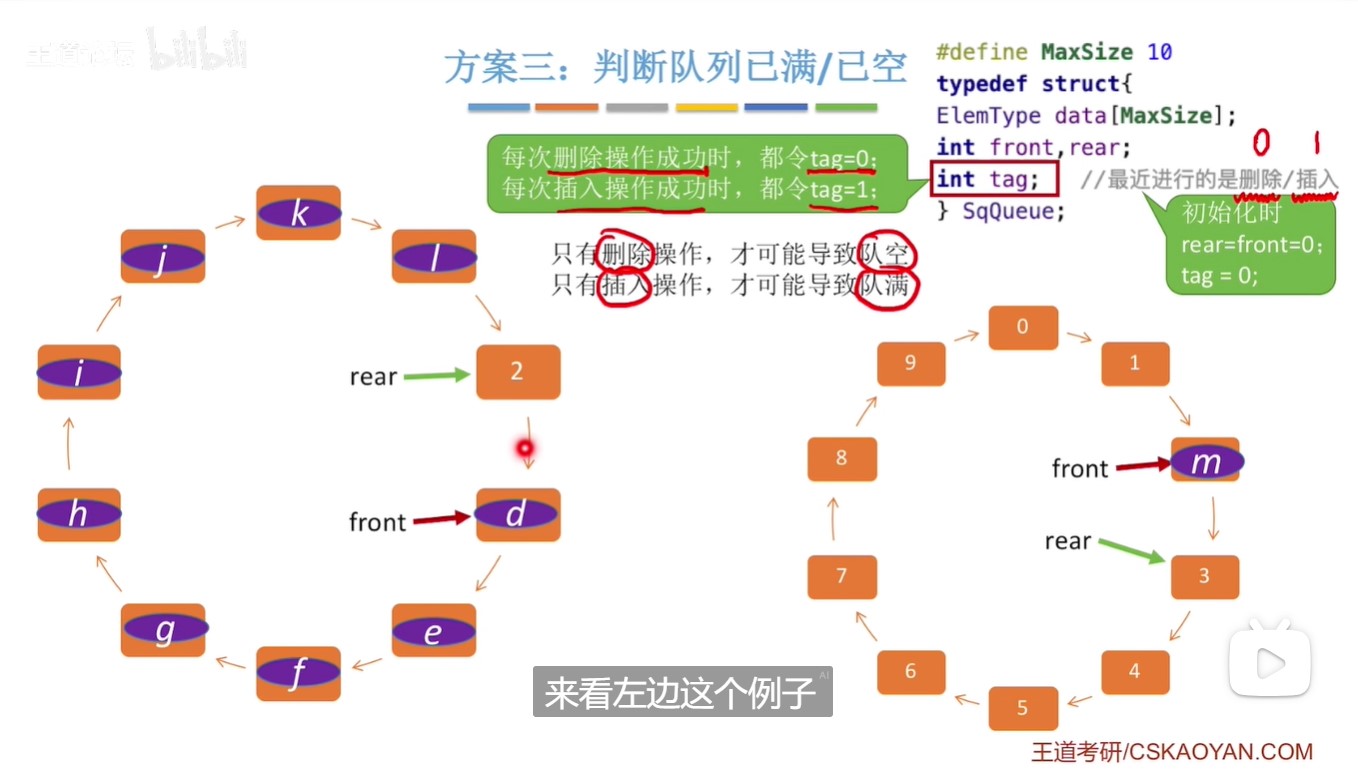 王道论坛 bilibili
方案三：判断队列已满/已空
#define MaxSize 10
typedef struct{
ElemType data[MaxSize];
int front,rear;
0 1
int tag; //最近进行的是删除/插入
} SqQueue;
每次删除操作成功时，都令tag=0;
每次插入操作成功时，都令tag=1;
初始化时
rear=front=0;
tag = 0;
只有删除操作，才可能导致队空
只有插入操作，才可能导致队满
k
j
l
i
rear
2
h
front
d
g
e
f
0
9
1
8
front
m
rear
7
3
6
4
5
来看左边这个例子
AI
王道考研/CSKAOYAN.COM